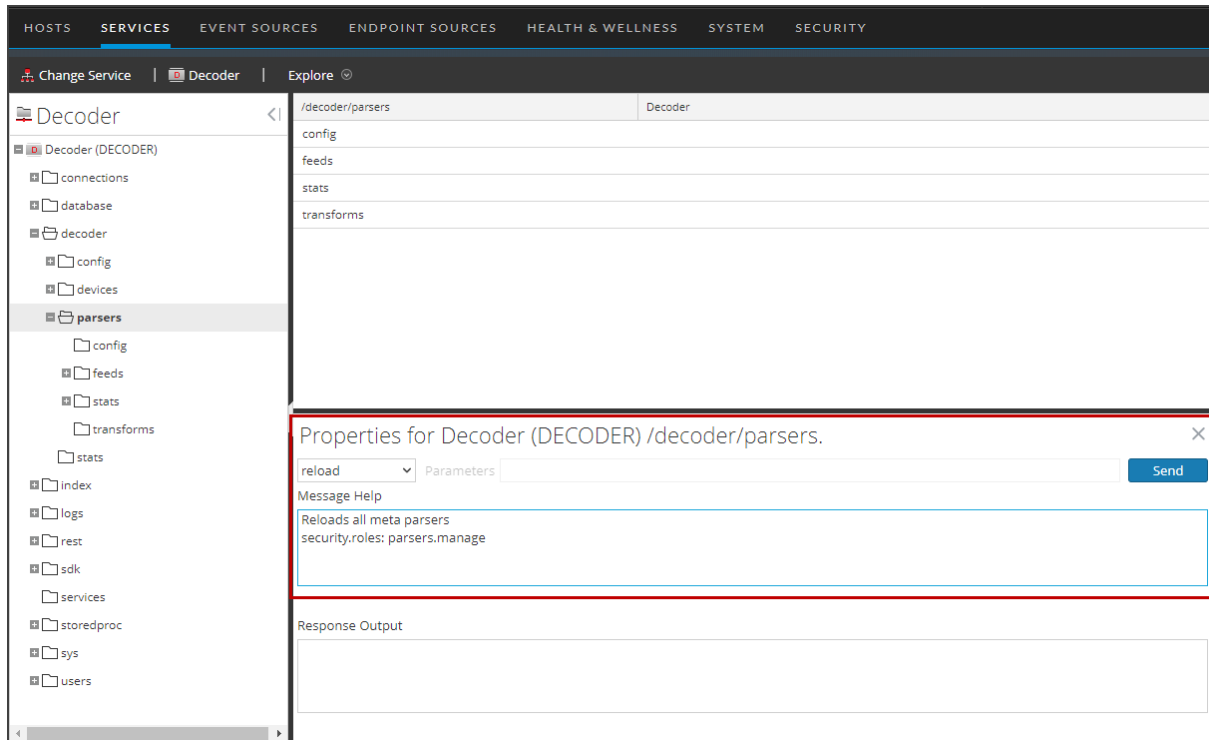 HOSTS SERVICES EVENT SOURCES ENDPOINT SOURCES HEALTH & WELLNESS SYSTEM SECURITY
Change Service | D Decoder | Explore
Decoder
D Decoder (DECODER)
connections
database
decoder
config
devices
parsers
config
feeds
stats
transforms
stats
index
logs
rest
sdk
services
storedproc
sys
users
/decoder/parsers Decoder
config
feeds
stats
transforms
Properties for Decoder (DECODER) /decoder/parsers.
reload Parameters Send
Message Help
Reloads all meta parsers
security.roles: parsers.manage
Response Output